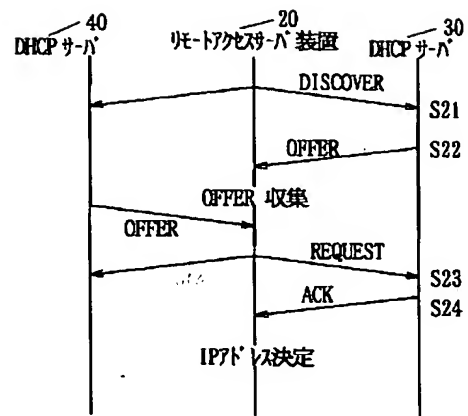 40
20
30
DHCP サーバ
リモートアクセスサーバ装置
DHCP サーバ
DISCOVER
S21
OFFER
S22
OFFER 収集
OFFER
REQUEST
S23
ACK
S24
IPアドレス決定